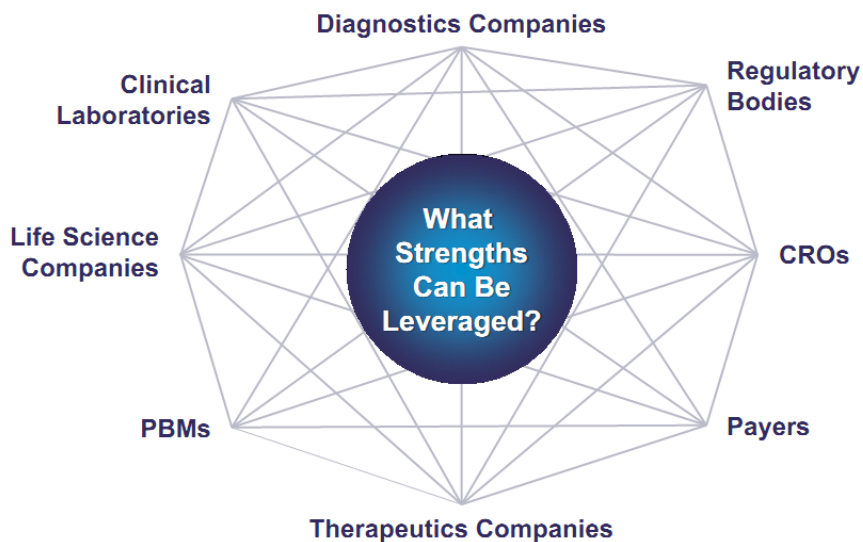 Diagnostics Companies
Clinical
Laboratories
Regulatory
Bodies
What
Strengths
Can Be
Leveraged?
Life Science
Companies
CROs
PBMs
Payers
Therapeutics Companies